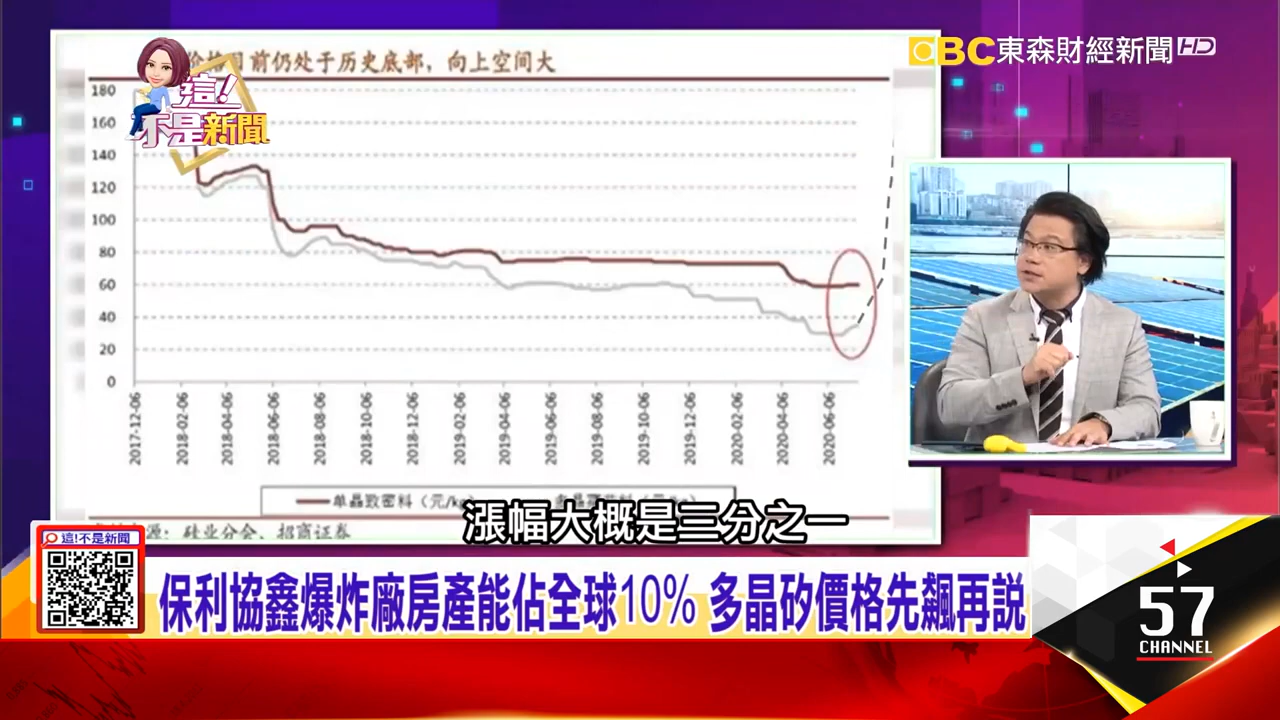 目前仍处于历史底部，向上空间大
EBC東森財經新聞HD
這!
不是新聞
180
160
140
120
100
80
60
40
20
0
2017-12-06
2018-02-06
2018-04-06
2018-06-06
2018-08-06
2018-10-06
2018-12-06
2019-02-06
2019-04-06
2019-06-06
2019-08-06
2019-10-06
2019-12-06
2020-02-06
2020-04-06
2020-06-06
单晶致密料（元/kg）
硅业分会、招商证券
漲幅大概是三分之一
這!不是新聞
保利協鑫爆炸廠房產能佔全球10% 多晶矽價格先飆再説
57
CHANNEL